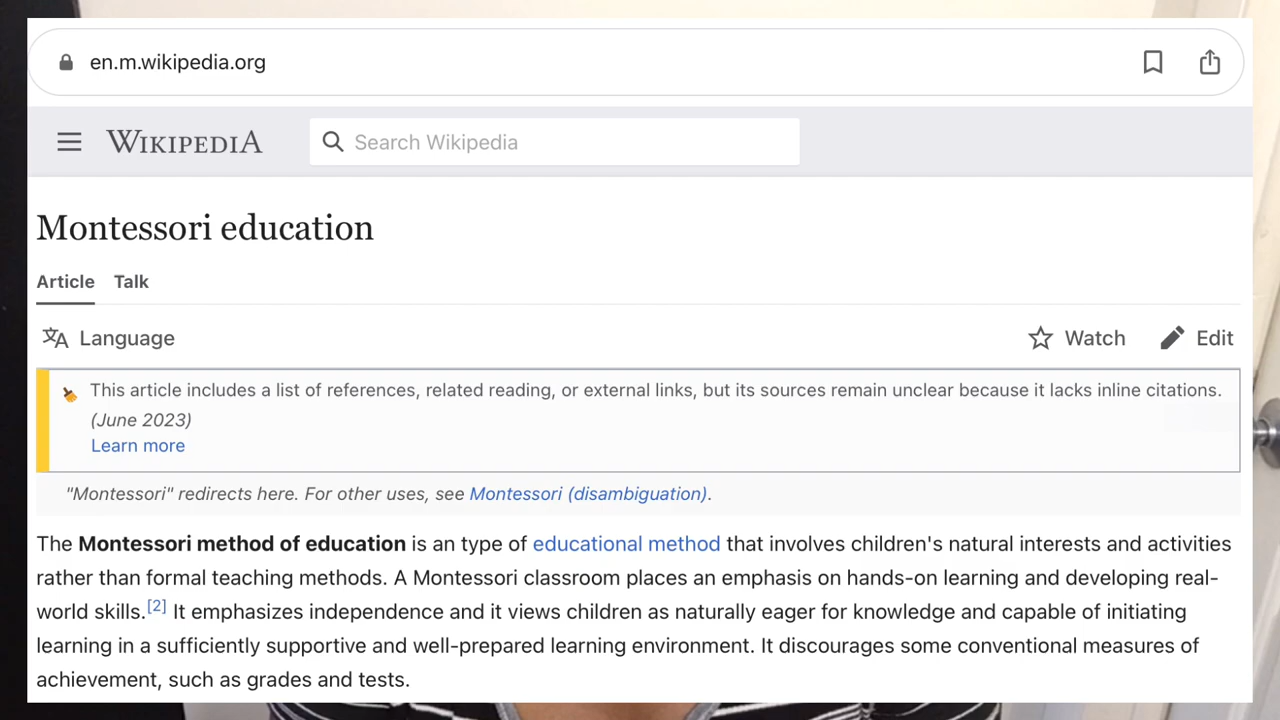 en.m.wikipedia.org
WIKIPEDIA
Search Wikipedia
Montessori education
Article Talk
Language Watch Edit
This article includes a list of references, related reading, or external links, but its sources remain unclear because it lacks inline citations.
(June 2023)
Learn more
"Montessori" redirects here. For other uses, see Montessori (disambiguation).
The Montessori method of education is an type of educational method that involves children's natural interests and activities
rather than formal teaching methods. A Montessori classroom places an emphasis on hands-on learning and developing real-
world skills.[2] It emphasizes independence and it views children as naturally eager for knowledge and capable of initiating
learning in a sufficiently supportive and well-prepared learning environment. It discourages some conventional measures of
achievement, such as grades and tests.